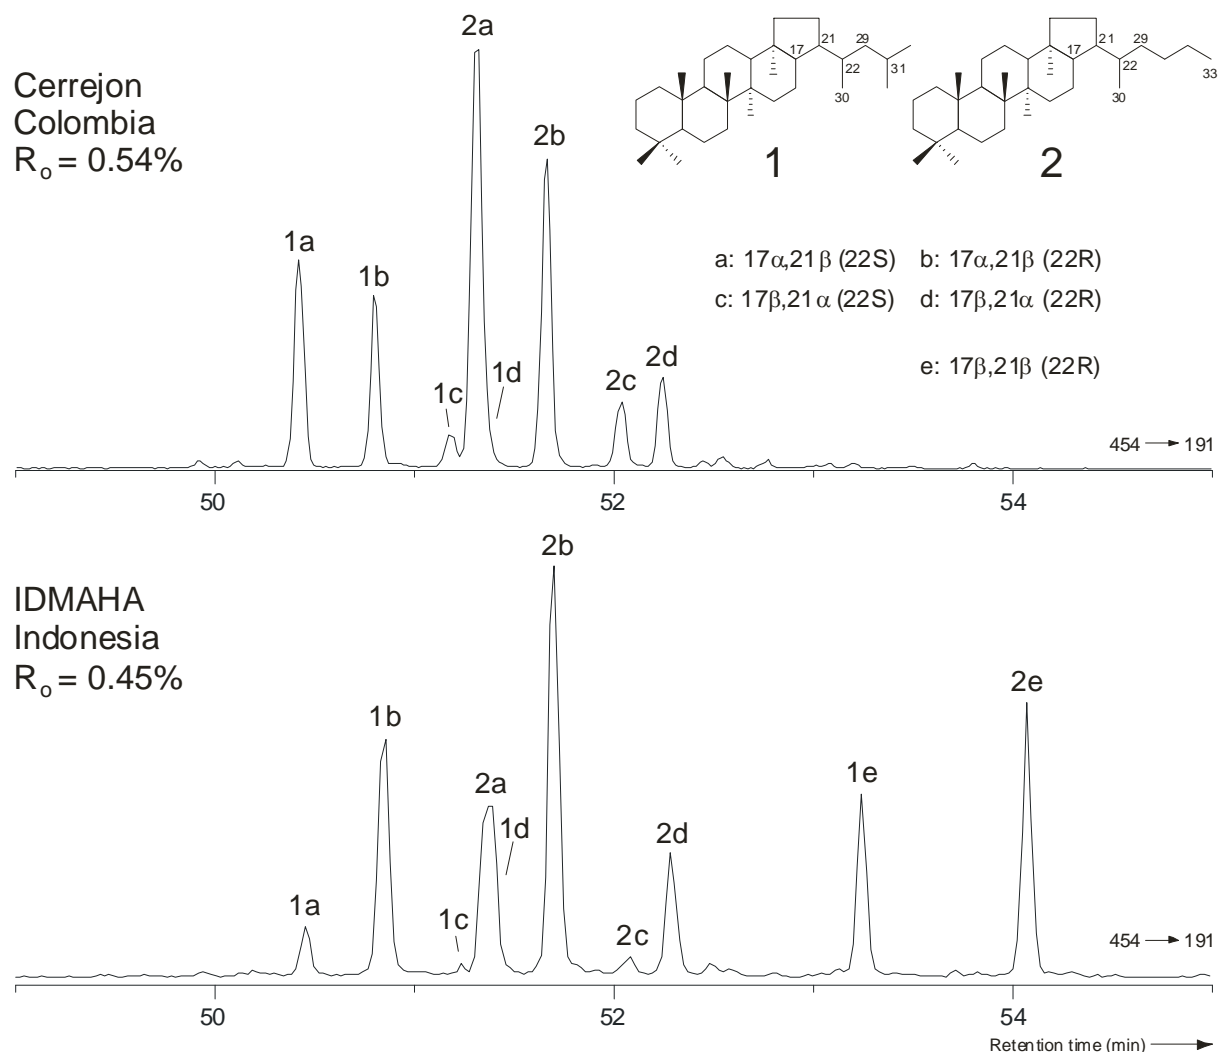 Cerrejon
Colombia
Rₒ = 0.54%
2a
2b
1a
1b
1c
1d
2c
2d
17
21
22
29
30
31
1
17
21
22
29
30
33
2
a: 17α,21β (22S) b: 17α,21β (22R)
c: 17β,21α (22S) d: 17β,21α (22R)
e: 17β,21β (22R)
454 → 191
50 52 54
IDMAHA
Indonesia
Rₒ = 0.45%
2b
1b
2a
1d
1a
1c
2c
2d
1e
2e
454 → 191
50 52 54
Retention time (min) →